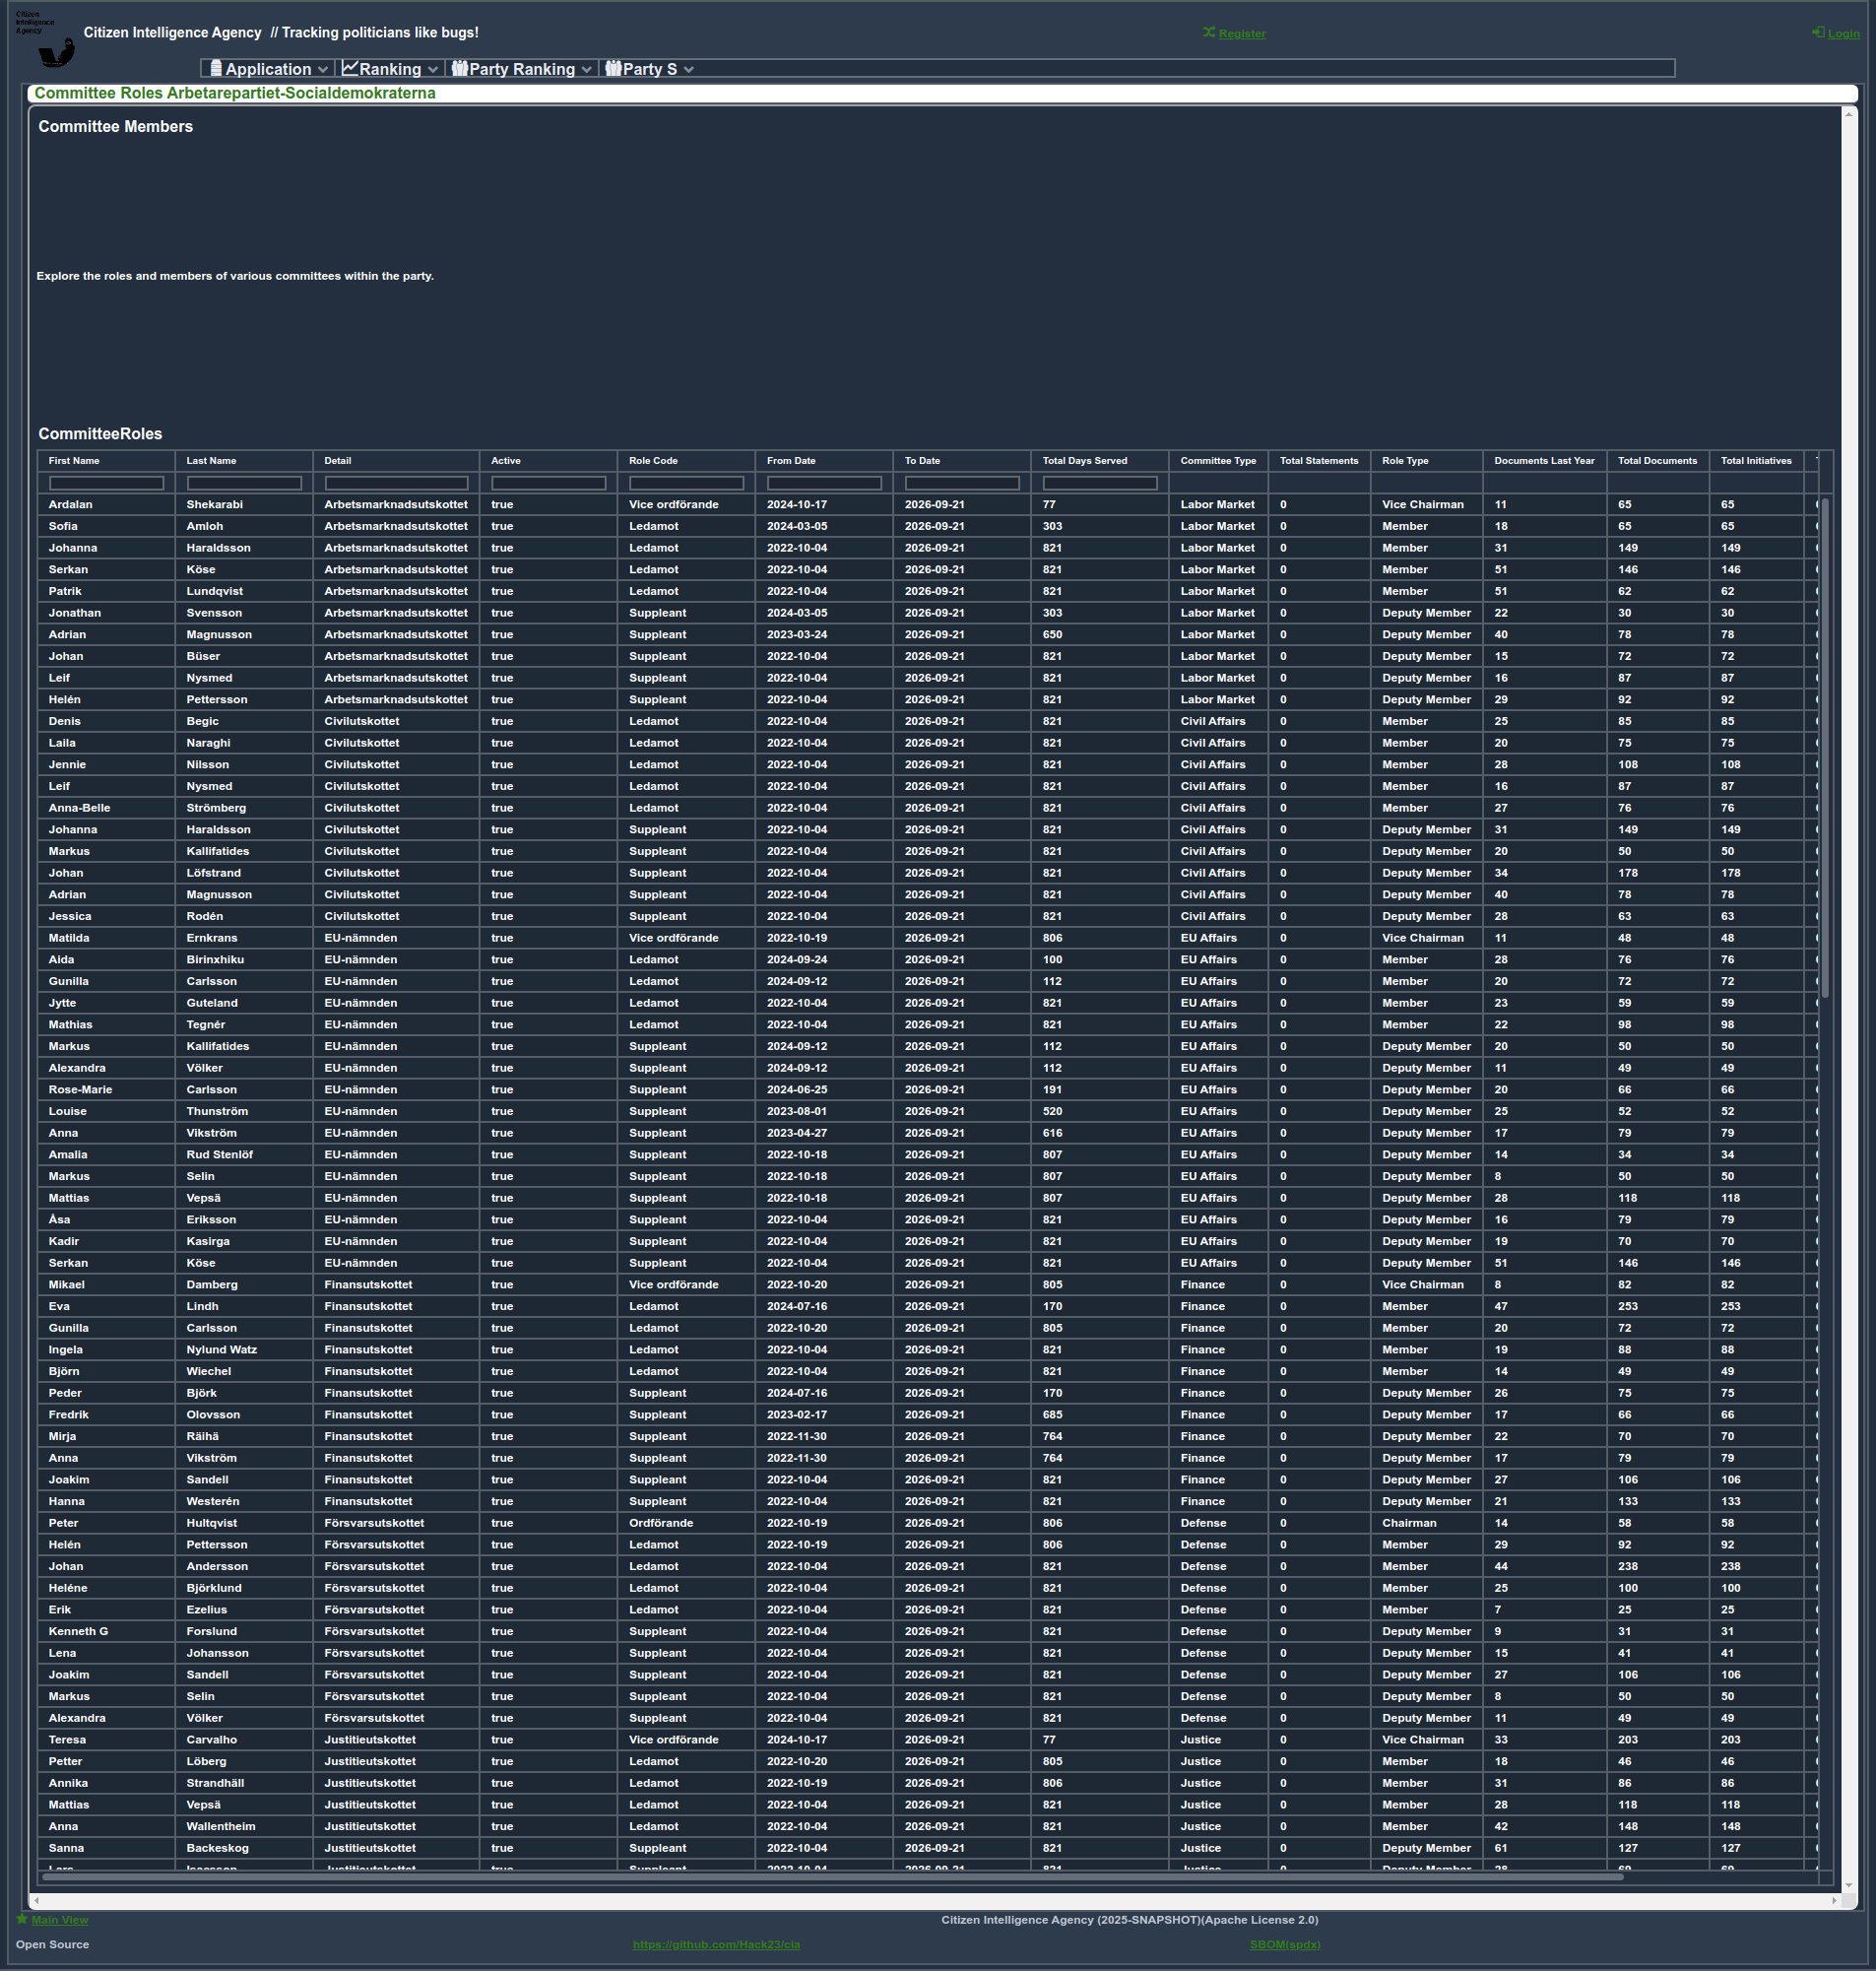 Citizen
Intelligence
Agency
Citizen Intelligence Agency // Tracking politicians like bugs!
Register
Login
Application Ranking Party Ranking Party S
Committee Roles Arbetarepartiet-Socialdemokraterna
Committee Members
Explore the roles and members of various committees within the party.
CommitteeRoles
First Name Last Name Detail Active Role Code From Date To Date Total Days Served Committee Type Total Statements Role Type Documents Last Year Total Documents Total Initiatives
Ardalan Shekarabi Arbetsmarknadsutskottet true Vice ordförande 2024-10-17 2026-09-21 77 Labor Market 0 Vice Chairman 11 65 65
Sofia Amloh Arbetsmarknadsutskottet true Ledamot 2024-03-05 2026-09-21 303 Labor Market 0 Member 18 65 65
Johanna Haraldsson Arbetsmarknadsutskottet true Ledamot 2022-10-04 2026-09-21 821 Labor Market 0 Member 31 149 149
Serkan Köse Arbetsmarknadsutskottet true Ledamot 2022-10-04 2026-09-21 821 Labor Market 0 Member 51 146 146
Patrik Lundqvist Arbetsmarknadsutskottet true Ledamot 2022-10-04 2026-09-21 821 Labor Market 0 Member 51 62 62
Jonathan Svensson Arbetsmarknadsutskottet true Suppleant 2024-03-05 2026-09-21 303 Labor Market 0 Deputy Member 22 30 30
Adrian Magnusson Arbetsmarknadsutskottet true Suppleant 2023-03-24 2026-09-21 650 Labor Market 0 Deputy Member 40 78 78
Johan Büser Arbetsmarknadsutskottet true Suppleant 2022-10-04 2026-09-21 821 Labor Market 0 Deputy Member 15 72 72
Leif Nysmed Arbetsmarknadsutskottet true Suppleant 2022-10-04 2026-09-21 821 Labor Market 0 Deputy Member 16 87 87
Helén Pettersson Arbetsmarknadsutskottet true Suppleant 2022-10-04 2026-09-21 821 Labor Market 0 Deputy Member 29 92 92
Denis Begic Civilutskottet true Ledamot 2022-10-04 2026-09-21 821 Civil Affairs 0 Member 25 85 85
Laila Naraghi Civilutskottet true Ledamot 2022-10-04 2026-09-21 821 Civil Affairs 0 Member 20 75 75
Jennie Nilsson Civilutskottet true Ledamot 2022-10-04 2026-09-21 821 Civil Affairs 0 Member 28 108 108
Leif Nysmed Civilutskottet true Ledamot 2022-10-04 2026-09-21 821 Civil Affairs 0 Member 16 87 87
Anna-Belle Strömberg Civilutskottet true Ledamot 2022-10-04 2026-09-21 821 Civil Affairs 0 Member 27 76 76
Johanna Haraldsson Civilutskottet true Suppleant 2022-10-04 2026-09-21 821 Civil Affairs 0 Deputy Member 31 149 149
Markus Kallifatides Civilutskottet true Suppleant 2022-10-04 2026-09-21 821 Civil Affairs 0 Deputy Member 20 50 50
Johan Löfstrand Civilutskottet true Suppleant 2022-10-04 2026-09-21 821 Civil Affairs 0 Deputy Member 34 178 178
Adrian Magnusson Civilutskottet true Suppleant 2022-10-04 2026-09-21 821 Civil Affairs 0 Deputy Member 40 78 78
Jessica Rodén Civilutskottet true Suppleant 2022-10-04 2026-09-21 821 Civil Affairs 0 Deputy Member 28 63 63
Matilda Ernkrans EU-nämnden true Vice ordförande 2022-10-19 2026-09-21 806 EU Affairs 0 Vice Chairman 11 48 48
Aida Birinxhiku EU-nämnden true Ledamot 2024-09-24 2026-09-21 100 EU Affairs 0 Member 28 76 76
Gunilla Carlsson EU-nämnden true Ledamot 2024-09-12 2026-09-21 112 EU Affairs 0 Member 20 72 72
Jytte Guteland EU-nämnden true Ledamot 2022-10-04 2026-09-21 821 EU Affairs 0 Member 23 59 59
Mathias Tegnér EU-nämnden true Ledamot 2022-10-04 2026-09-21 821 EU Affairs 0 Member 22 98 98
Markus Kallifatides EU-nämnden true Suppleant 2024-09-12 2026-09-21 112 EU Affairs 0 Deputy Member 20 50 50
Alexandra Völker EU-nämnden true Suppleant 2024-09-12 2026-09-21 112 EU Affairs 0 Deputy Member 11 49 49
Rose-Marie Carlsson EU-nämnden true Suppleant 2024-06-25 2026-09-21 191 EU Affairs 0 Deputy Member 20 66 66
Louise Thunström EU-nämnden true Suppleant 2023-08-01 2026-09-21 520 EU Affairs 0 Deputy Member 25 52 52
Anna Vikström EU-nämnden true Suppleant 2023-04-27 2026-09-21 616 EU Affairs 0 Deputy Member 17 79 79
Amalia Rud Stenlöf EU-nämnden true Suppleant 2022-10-18 2026-09-21 807 EU Affairs 0 Deputy Member 14 34 34
Markus Selin EU-nämnden true Suppleant 2022-10-18 2026-09-21 807 EU Affairs 0 Deputy Member 8 50 50
Mattias Vepsä EU-nämnden true Suppleant 2022-10-18 2026-09-21 807 EU Affairs 0 Deputy Member 28 118 118
Åsa Eriksson EU-nämnden true Suppleant 2022-10-04 2026-09-21 821 EU Affairs 0 Deputy Member 16 79 79
Kadir Kasirga EU-nämnden true Suppleant 2022-10-04 2026-09-21 821 EU Affairs 0 Deputy Member 19 70 70
Serkan Köse EU-nämnden true Suppleant 2022-10-04 2026-09-21 821 EU Affairs 0 Deputy Member 51 146 146
Mikael Damberg Finansutskottet true Vice ordförande 2022-10-20 2026-09-21 805 Finance 0 Vice Chairman 8 82 82
Eva Lindh Finansutskottet true Ledamot 2024-07-16 2026-09-21 170 Finance 0 Member 47 253 253
Gunilla Carlsson Finansutskottet true Ledamot 2022-10-20 2026-09-21 805 Finance 0 Member 20 72 72
Ingela Nylund Watz Finansutskottet true Ledamot 2022-10-04 2026-09-21 821 Finance 0 Member 19 88 88
Björn Wiechel Finansutskottet true Ledamot 2022-10-04 2026-09-21 821 Finance 0 Member 14 49 49
Peder Björk Finansutskottet true Suppleant 2024-07-16 2026-09-21 170 Finance 0 Deputy Member 26 75 75
Fredrik Olovsson Finansutskottet true Suppleant 2023-02-17 2026-09-21 685 Finance 0 Deputy Member 17 66 66
Mirja Räihä Finansutskottet true Suppleant 2022-11-30 2026-09-21 764 Finance 0 Deputy Member 22 70 70
Anna Vikström Finansutskottet true Suppleant 2022-11-30 2026-09-21 764 Finance 0 Deputy Member 17 79 79
Joakim Sandell Finansutskottet true Suppleant 2022-10-04 2026-09-21 821 Finance 0 Deputy Member 27 106 106
Hanna Westerén Finansutskottet true Suppleant 2022-10-04 2026-09-21 821 Finance 0 Deputy Member 21 133 133
Peter Hultqvist Försvarsutskottet true Ordförande 2022-10-19 2026-09-21 806 Defense 0 Chairman 14 58 58
Helén Pettersson Försvarsutskottet true Ledamot 2022-10-19 2026-09-21 806 Defense 0 Member 29 92 92
Johan Andersson Försvarsutskottet true Ledamot 2022-10-04 2026-09-21 821 Defense 0 Member 44 238 238
Heléne Björklund Försvarsutskottet true Ledamot 2022-10-04 2026-09-21 821 Defense 0 Member 25 100 100
Erik Ezelius Försvarsutskottet true Ledamot 2022-10-04 2026-09-21 821 Defense 0 Member 7 25 25
Kenneth G Forslund Försvarsutskottet true Suppleant 2022-10-04 2026-09-21 821 Defense 0 Deputy Member 9 31 31
Lena Johansson Försvarsutskottet true Suppleant 2022-10-04 2026-09-21 821 Defense 0 Deputy Member 15 41 41
Joakim Sandell Försvarsutskottet true Suppleant 2022-10-04 2026-09-21 821 Defense 0 Deputy Member 27 106 106
Markus Selin Försvarsutskottet true Suppleant 2022-10-04 2026-09-21 821 Defense 0 Deputy Member 8 50 50
Alexandra Völker Försvarsutskottet true Suppleant 2022-10-04 2026-09-21 821 Defense 0 Deputy Member 11 49 49
Teresa Carvalho Justitieutskottet true Vice ordförande 2024-10-17 2026-09-21 77 Justice 0 Vice Chairman 33 203 203
Petter Löberg Justitieutskottet true Ledamot 2022-10-20 2026-09-21 805 Justice 0 Member 18 46 46
Annika Strandhäll Justitieutskottet true Ledamot 2022-10-19 2026-09-21 806 Justice 0 Member 31 86 86
Mattias Vepsä Justitieutskottet true Ledamot 2022-10-04 2026-09-21 821 Justice 0 Member 28 118 118
Anna Wallentheim Justitieutskottet true Ledamot 2022-10-04 2026-09-21 821 Justice 0 Member 42 148 148
Sanna Backeskog Justitieutskottet true Suppleant 2022-10-04 2026-09-21 821 Justice 0 Deputy Member 61 127 127
Main View
Citizen Intelligence Agency (2025-SNAPSHOT)(Apache License 2.0)
Open Source
https://github.com/Hack23/cia
SBOM(spdx)